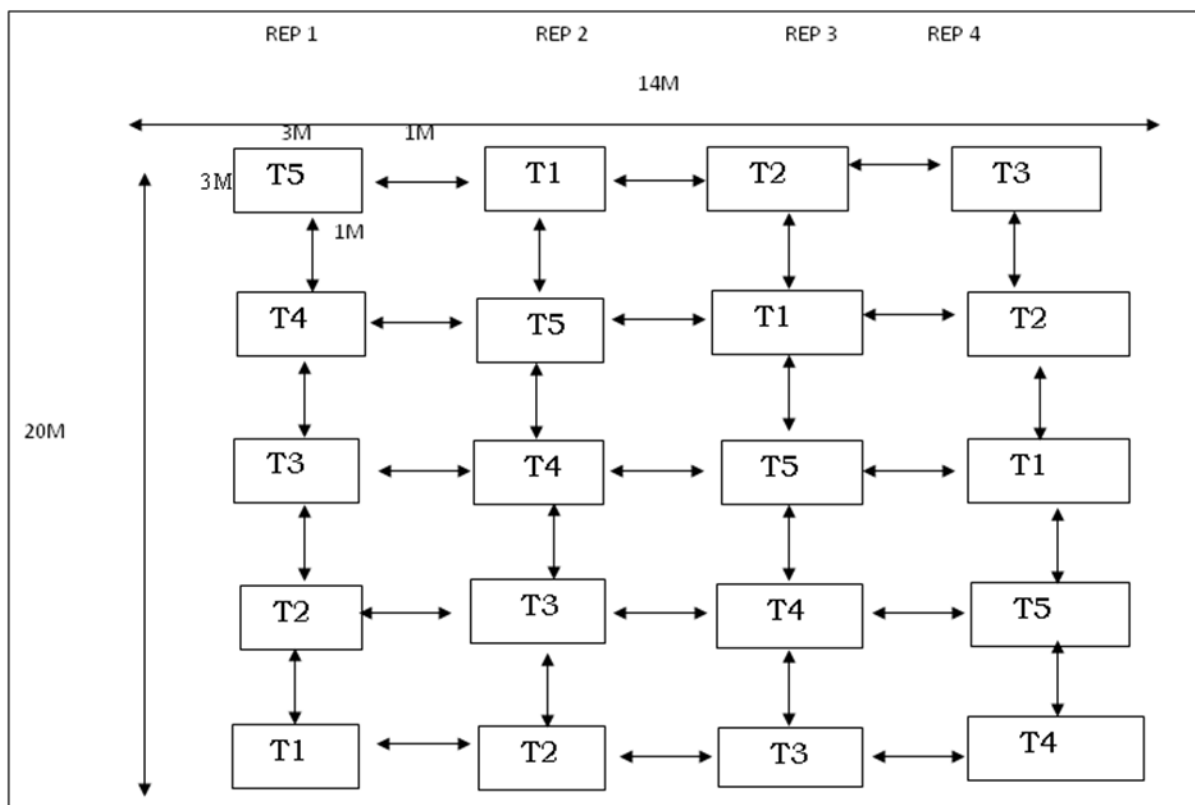 REP 1 REP 2 REP 3 REP 4
14M
3M 1M
T5 T1 T2 T3
3M
1M
T4 T5 T1 T2
20M
T3 T4 T5 T1
T2 T3 T4 T5
T1 T2 T3 T4